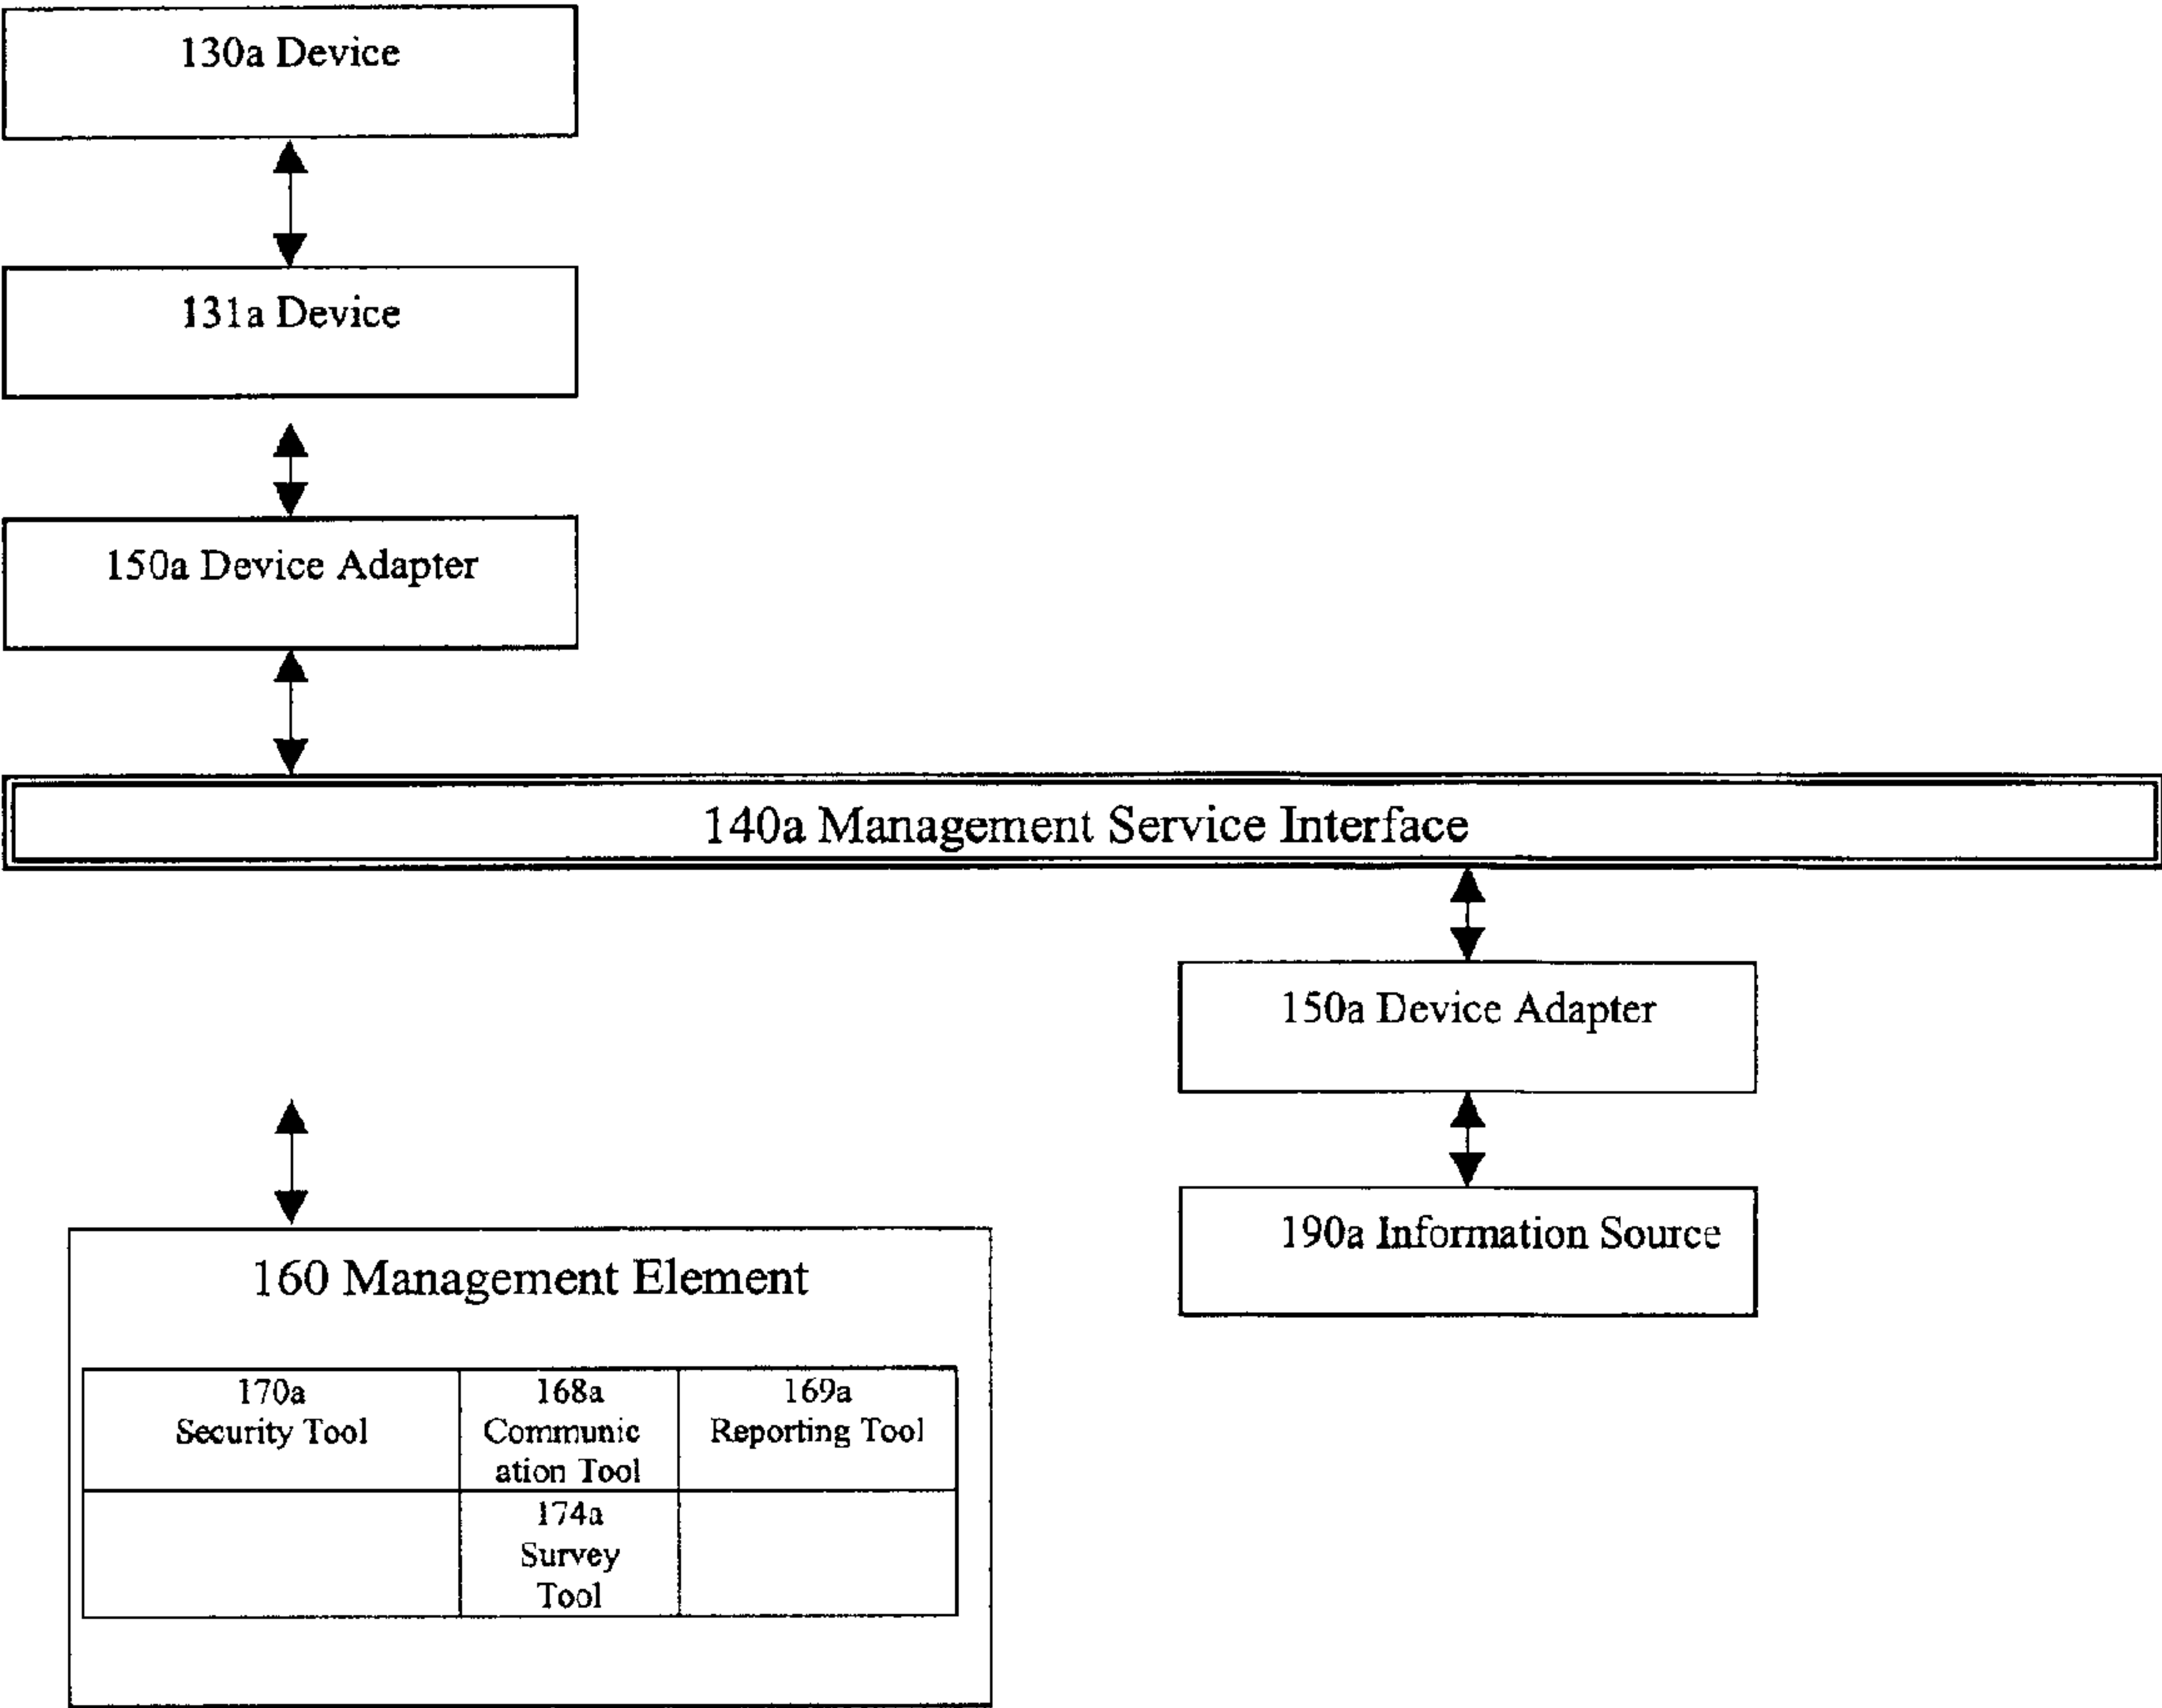 130a Device
131a Device
150a Device Adapter
140a Management Service Interface
150a Device Adapter
190a Information Source
160 Management Element
170a
Security Tool
168a
Communic
ation Tool
169a
Reporting Tool
174a
Survey
Tool